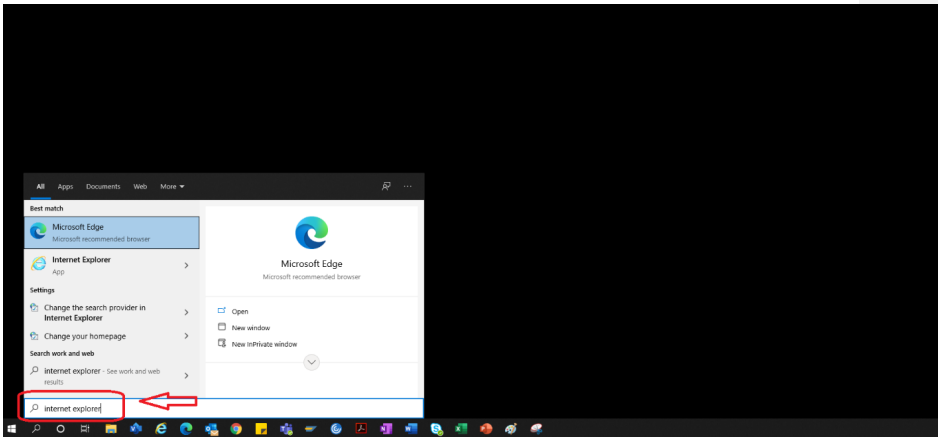 All Apps Documents Web More
Best match
Microsoft Edge
Microsoft recommended browser
Internet Explorer
App
Settings
Change the search provider in
Internet Explorer
Change your homepage
Search work and web
internet explorer - See work and web
results
internet explorer
Microsoft Edge
Microsoft recommended browser
Open
New window
New InPrivate window